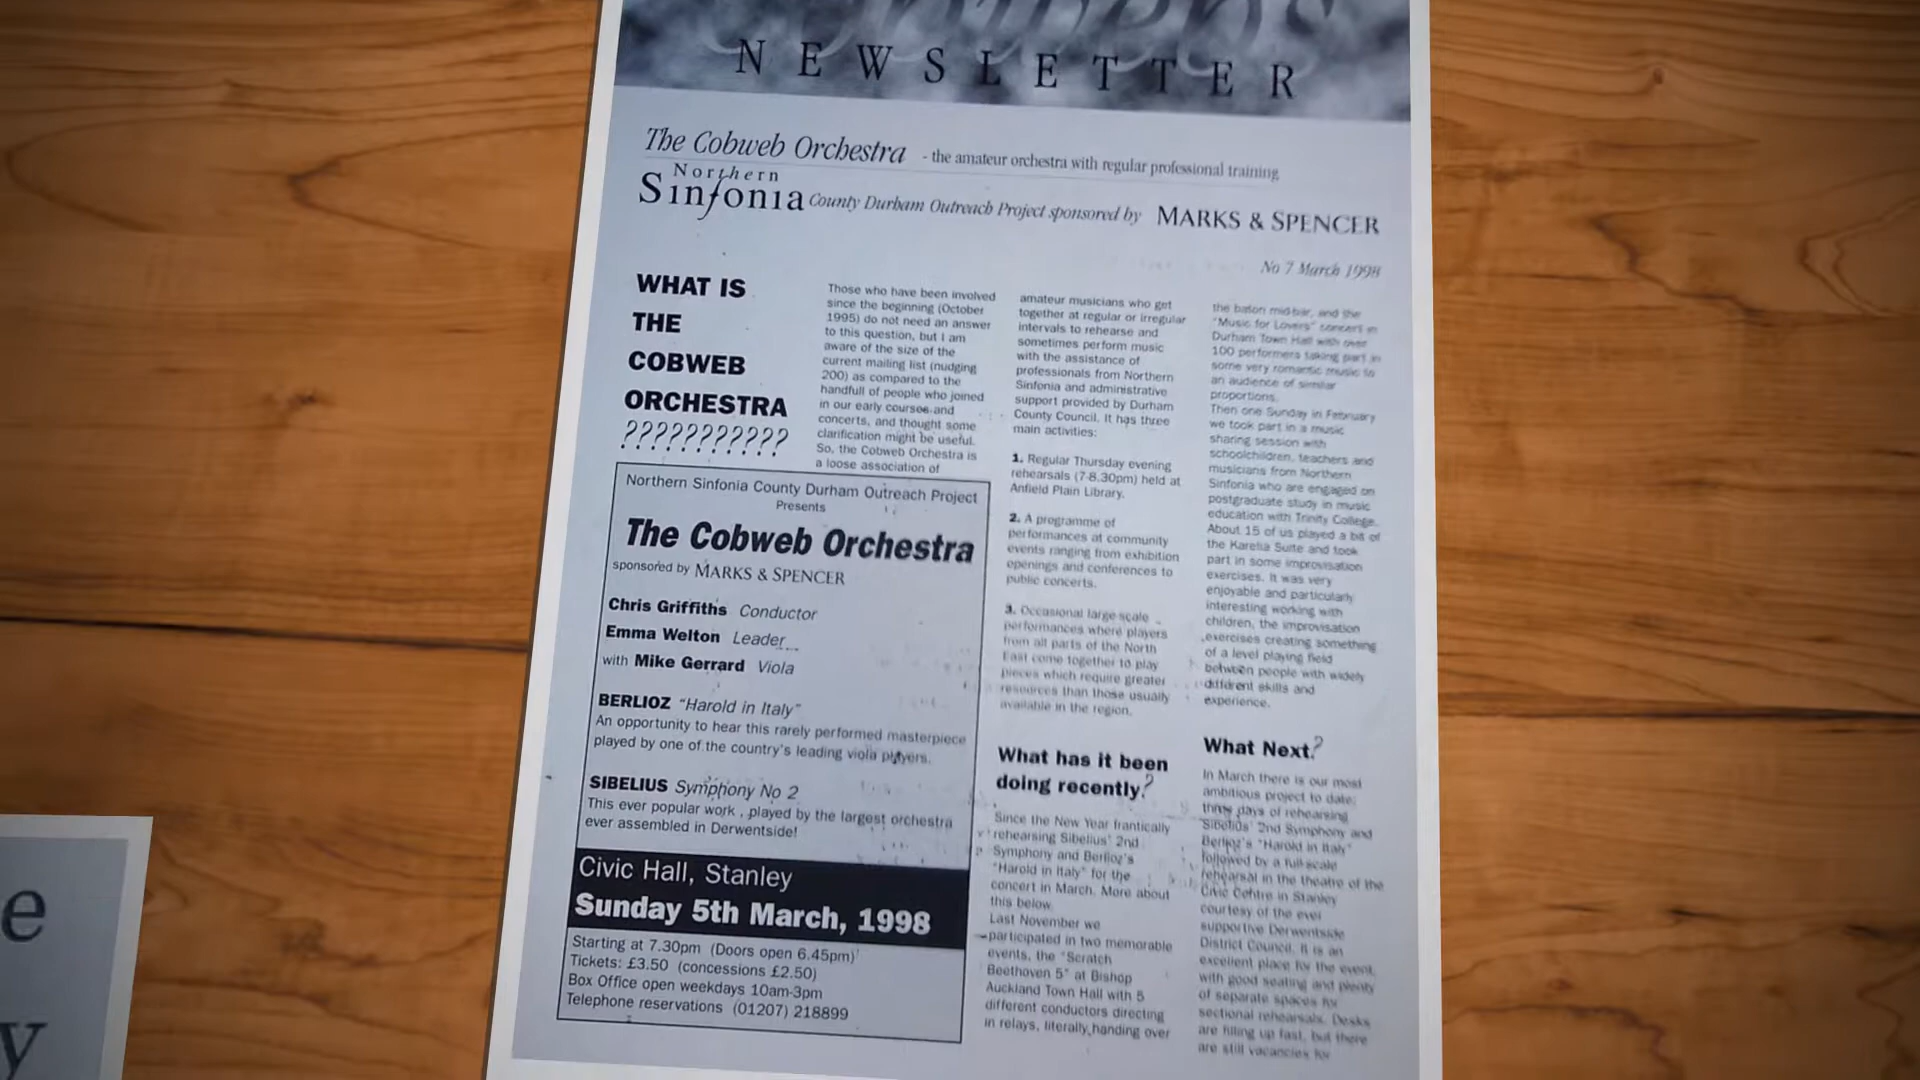 NEWSLETTER
The Cobweb Orchestra - the amateur orchestra with regular professional training
Northern
Sinfonia County Durham Outreach Project sponsored by MARKS & SPENCER
No 7 March 1998
WHAT IS
THE
COBWEB
ORCHESTRA
???????????
Those who have been involved
since the beginning (October
1995) do not need an answer
to this question, but I am
aware of the size of the
current mailing list (nudging
200) as compared to the
handfull of people who joined
in our early courses and
concerts, and thought some
clarification might be useful.
So, the Cobweb Orchestra is
a loose association of
amateur musicians who get
together at regular or irregular
intervals to rehearse and
sometimes perform music
with the assistance of
professionals from Northern
Sinfonia and administrative
support provided by Durham
County Council. It has three
main activities:
1. Regular Thursday evening
rehearsals (7-8.30pm) held at
Anfield Plain Library.
2. A programme of
performances at community
events ranging from exhibition
openings and conferences to
public concerts.
3. Occasional large-scale
performances where players
from all parts of the North
East come together to play
pieces which require greater
resources than those usually
available in the region.
What has it been
doing recently?
Since the New Year frantically
rehearsing Sibelius' 2nd
Symphony and Berlioz's
"Harold in Italy" for the
concert in March. More about
this below.
Last November we
participated in two memorable
events, the "Scratch
Beethoven 5" at Bishop
Auckland Town Hall with 5
different conductors directing
in relays, literally handing over
the baton mid-bar, and the
"Music for Lovers" concert in
Durham Town Hall with over
100 performers taking part in
some very romantic music to
an audience of similar
proportions.
Then one Sunday in February
we took part in a music
sharing session with
schoolchildren, teachers and
musicians from Northern
Sinfonia who are engaged on
postgraduate study in music
education with Trinity College.
About 15 of us played a bit of
the Karelia Suite and took
part in some improvisation
exercises. It was very
enjoyable and particularly
interesting working with
children, the improvisation
exercises creating something
of a level playing field
between people with widely
different skills and
experience.
What Next?
In March there is our most
ambitious project to date:
three days of rehearsing
Sibelius' 2nd Symphony and
Berlioz's "Harold in Italy"
followed by a full-scale
rehearsal in the theatre of the
Civic Centre in Stanley
courtesy of the ever
supportive Derwentside
District Council. It is an
excellent place for the event,
with good seating and plenty
of separate spaces for
sectional rehearsals. Desks
are filling up fast, but there
are still vacancies for
Northern Sinfonia County Durham Outreach Project
Presents
The Cobweb Orchestra
sponsored by MARKS & SPENCER
Chris Griffiths Conductor
Emma Welton Leader
with Mike Gerrard Viola
BERLIOZ "Harold in Italy"
An opportunity to hear this rarely performed masterpiece
played by one of the country's leading viola players.
SIBELIUS Symphony No 2
This ever popular work , played by the largest orchestra
ever assembled in Derwentside!
Civic Hall, Stanley
Sunday 5th March, 1998
Starting at 7.30pm (Doors open 6.45pm)
Tickets: £3.50 (concessions £2.50)
Box Office open weekdays 10am-3pm
Telephone reservations (01207) 218899
e
y